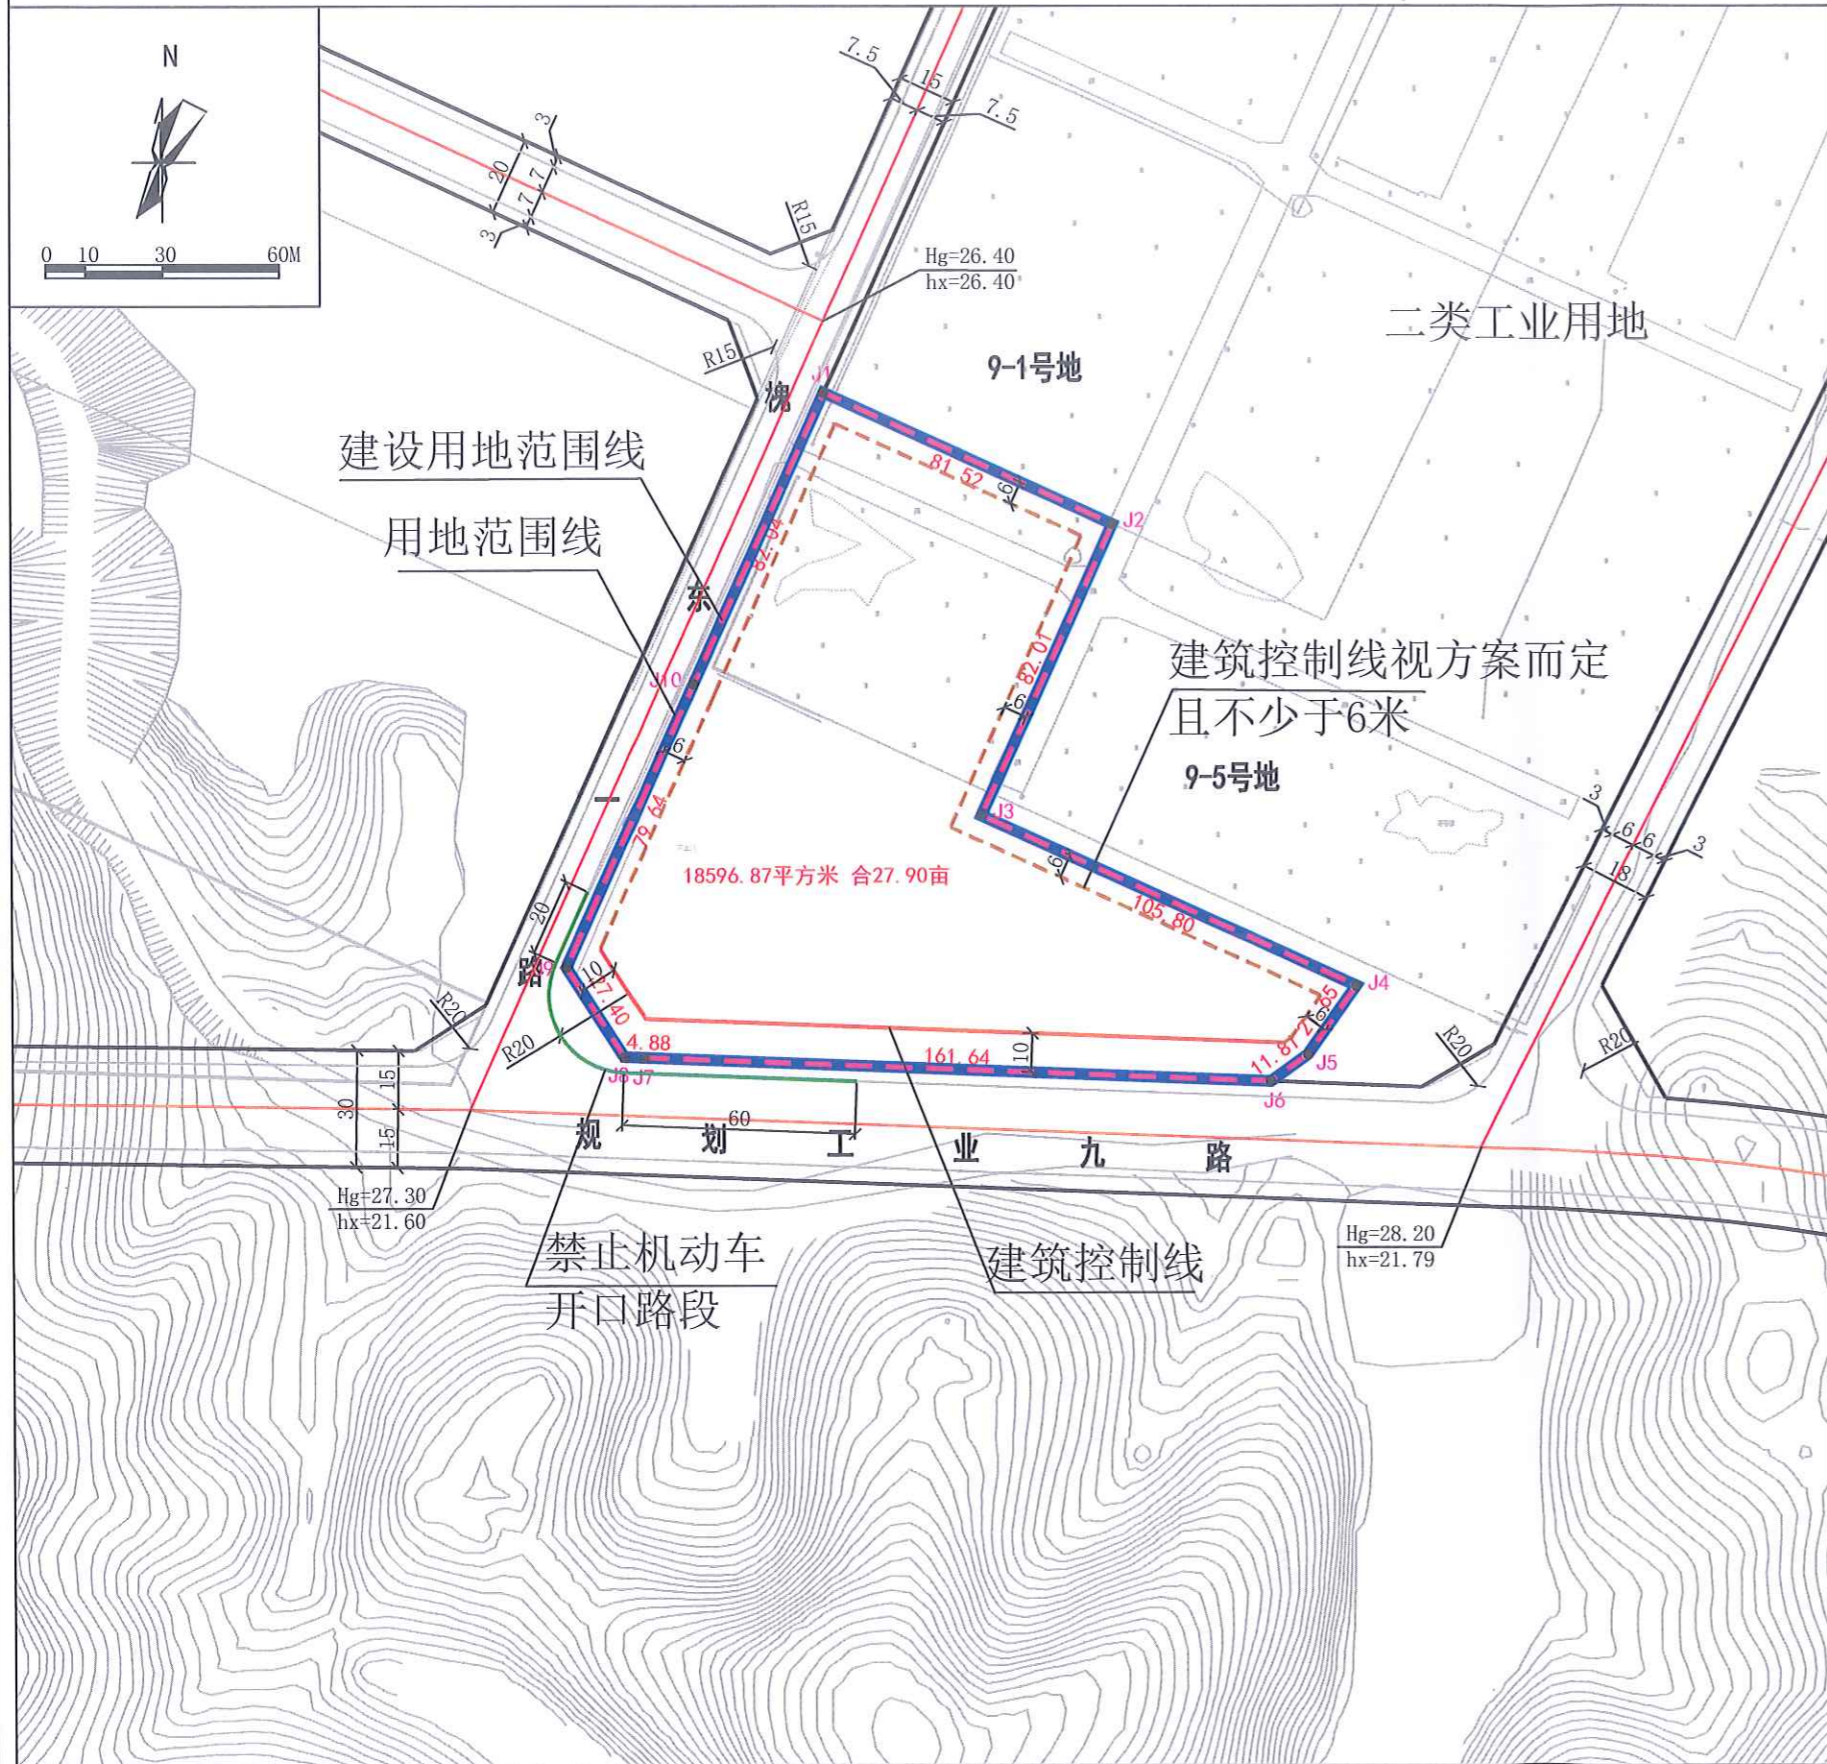 N
0 10 30 60M
7.5
15
7.5
3
20
7
7
3
R15
R15
Hg=26.40
hx=26.40
二类工业用地
9-1号地
槐
J1
建设用地范围线
81.52
J2
用地范围线
6
82.04
东
82.01
建筑控制线视方案而定
且不少于6米
J10
6
6
9-5号地
一
79.64
J3
3
6
6
3
18
6
18596.87平方米 合27.90亩
105.80
20
路
J9
10
27.40
J4
6
R20
R20
4.88
161.64
10
11.87
J5
R20
R20
J8
J7
J6
15
30
15
60
规划工业九路
Hg=27.30
hx=21.60
禁止机动车
开口路段
建筑控制线
Hg=28.20
hx=21.79